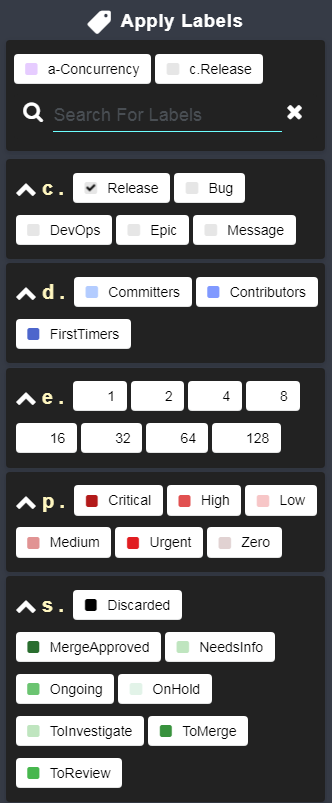 Apply Labels
a-Concurrency c.Release
Search For Labels
c. Release Bug
DevOps Epic Message
d. Committers Contributors
FirstTimers
e. 1 2 4 8
16 32 64 128
p. Critical High Low
Medium Urgent Zero
s. Discarded
MergeApproved NeedsInfo
Ongoing OnHold
ToInvestigate ToMerge
ToReview